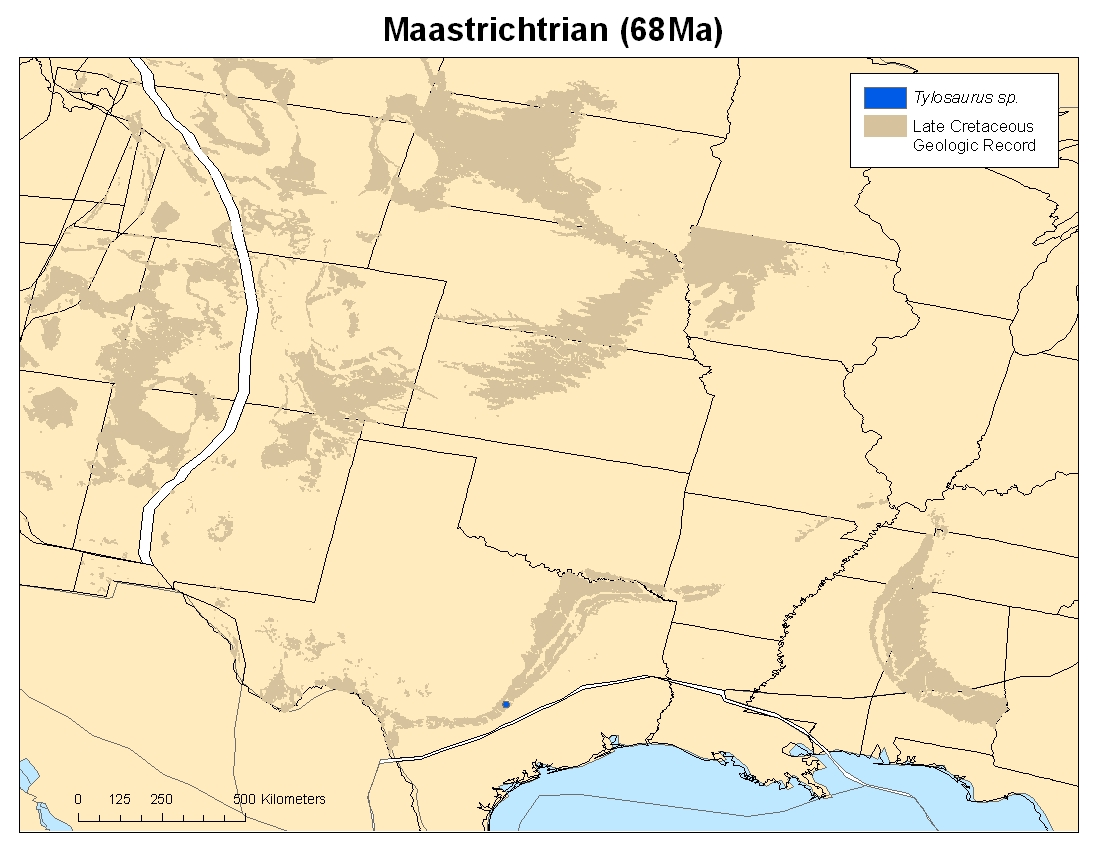 Maastrichtrian (68Ma)
Tylosaurus sp.
Late Cretaceous
Geologic Record
0 125 250 500 Kilometers